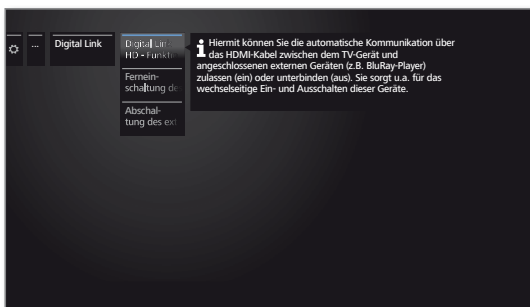 ... Digital Link
Digital Lin
HD - Funkti
Fernein-
schaltung de
Abschal-
tung des ext
Hiermit können Sie die automatische Kommunikation über
das HDMI-Kabel zwischen dem TV-Gerät und
angeschlossenen externen Geräten (z.B. BluRay-Player)
zulassen (ein) oder unterbinden (aus). Sie sorgt u.a. für das
wechselseitige Ein- und Ausschalten dieser Geräte.